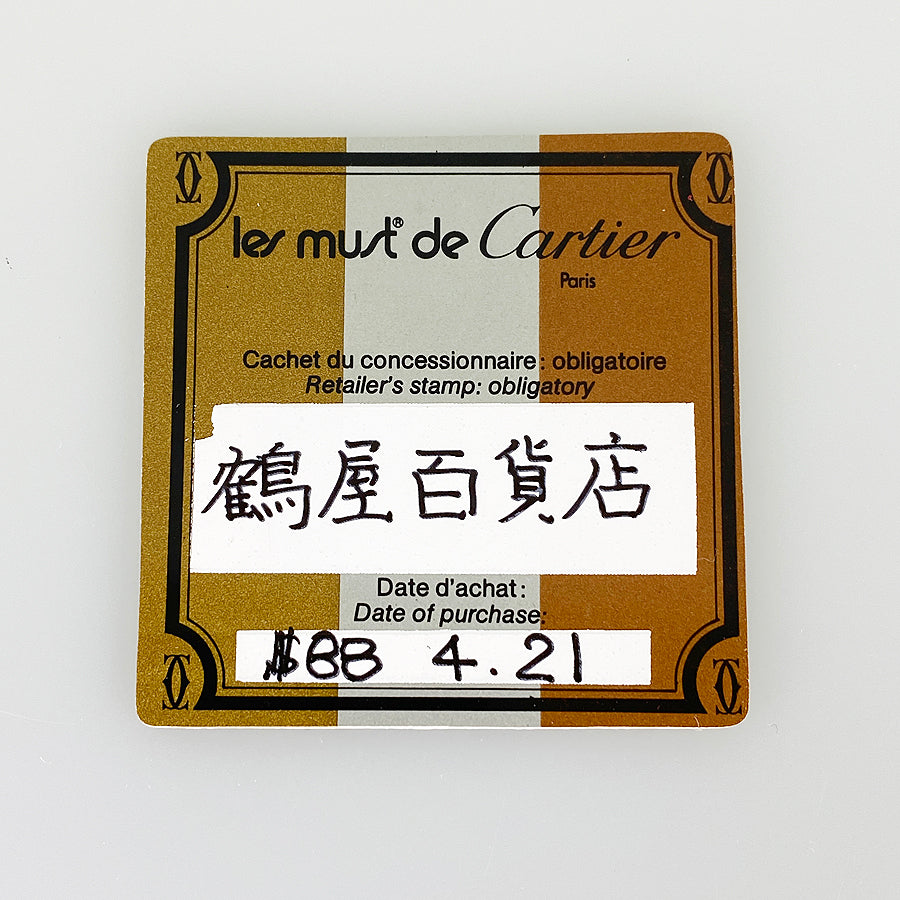 les must® de Cartier
Paris
Cachet du concessionnaire : obligatoire
Retailer's stamp: obligatory
鶴屋百貨店
Date d'achat :
Date of purchase:
88 4.21